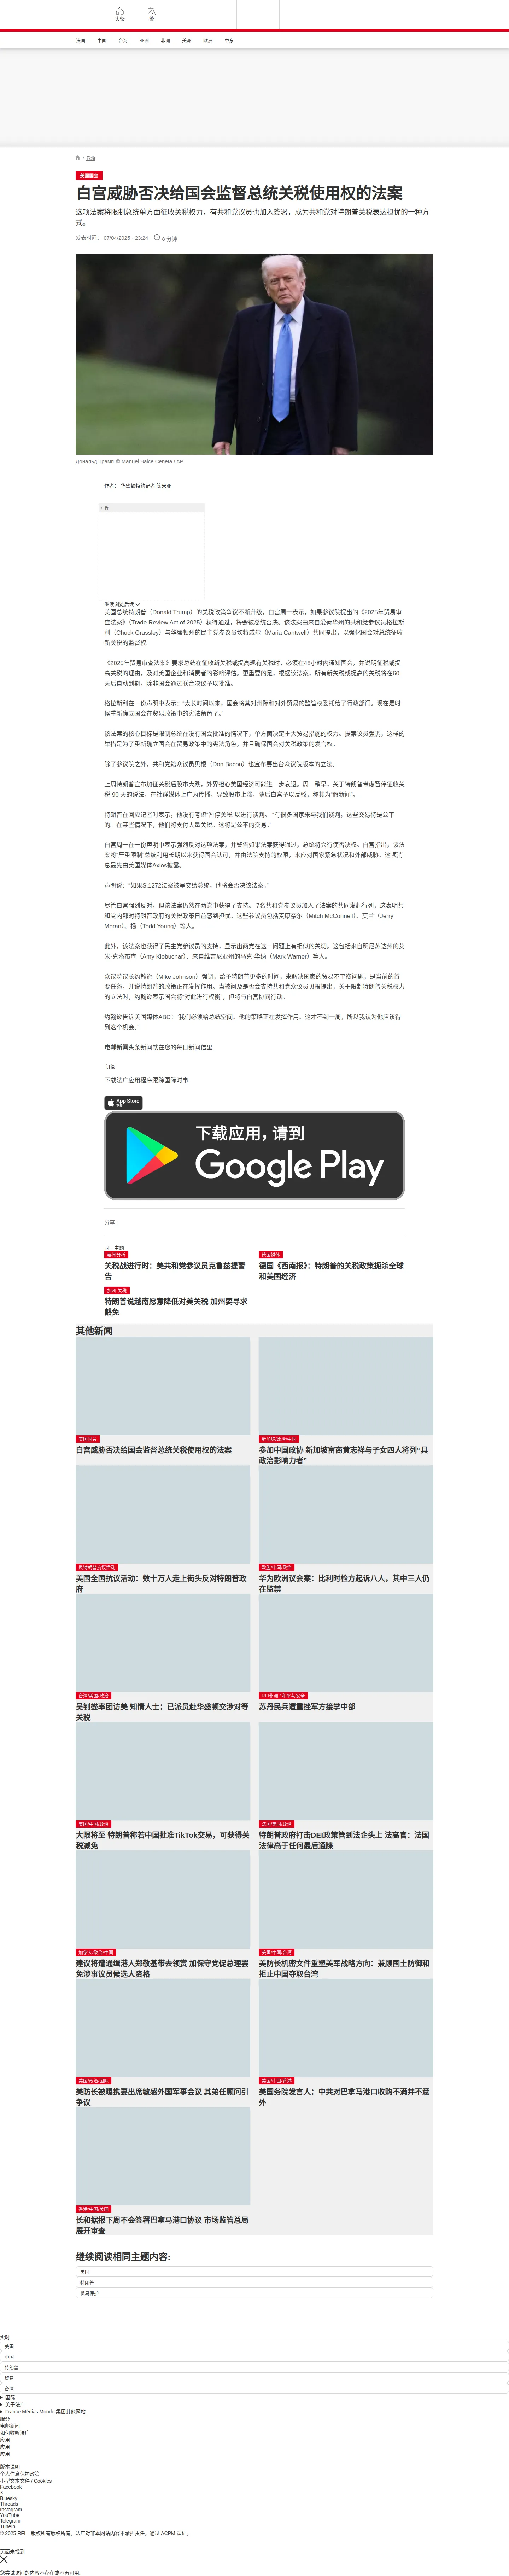 头条
繁
法国
中国
台海
亚洲
非洲
美洲
欧洲
中东
/ 政治
美国国会
白宫威胁否决给国会监督总统关税使用权的法案
这项法案将限制总统单方面征收关税权力，有共和党议员也加入签署，成为共和党对特朗普关税表达担忧的一种方
式。
发表时间： 07/04/2025 - 23:24
8 分钟
Дональд Трамп © Manuel Balce Ceneta / AP
作者： 华盛顿特约记者 陈米亚
广告
继续浏览后续
美国总统特朗普（Donald Trump）的关税政策争议不断升级，白宫周一表示，如果参议院提出的《2025年贸易审
查法案》（Trade Review Act of 2025）获得通过，将会被总统否决。该法案由来自爱荷华州的共和党参议员格拉斯
利（Chuck Grassley）与华盛顿州的民主党参议员坎特威尔（Maria Cantwell）共同提出，以强化国会对总统征收
新关税的监督权。
《2025年贸易审查法案》要求总统在征收新关税或提高现有关税时，必须在48小时内通知国会，并说明征税或提
高关税的理由，及对美国企业和消费者的影响评估。更重要的是，根据该法案，所有新关税或提高的关税将在60
天后自动到期，除非国会通过联合决议予以批准。
格拉斯利在一份声明中表示：“太长时间以来，国会将其对州际和对外贸易的监管权委托给了行政部门。现在是时
候重新确立国会在贸易政策中的宪法角色了。”
该法案的核心目标是限制总统在没有国会批准的情况下，单方面决定重大贸易措施的权力。提案议员强调，这样的
举措是为了重新确立国会在贸易政策中的宪法角色，并且确保国会对关税政策的发言权。
除了参议院之外，共和党籍众议员贝根（Don Bacon）也宣布要出台众议院版本的立法。
上周特朗普宣布加征关税后股市大跌，外界担心美国经济可能进一步衰退。周一稍早，关于特朗普考虑暂停征收关
税 90 天的说法，在社群媒体上广为传播，导致股市上涨，随后白宫予以反驳，称其为“假新闻”。
特朗普在回应记者时表示，他没有考虑“暂停关税”以进行谈判。 “有很多国家来与我们谈判，这些交易将是公平
的。在某些情况下，他们将支付大量关税。这将是公平的交易。”
白宫周一在一份声明中表示强烈反对这项法案，并警告如果法案获得通过，总统将会行使否决权。白宫指出，该法
案将“严重限制”总统利用长期以来获得国会认可，并由法院支持的权限，来应对国家紧急状况和外部威胁。这项消
息最先由美国媒体Axios披露。
声明说：“如果S.1272法案被呈交给总统，他将会否决该法案。”
尽管白宫强烈反对，但该法案仍然在两党中获得了支持。 7名共和党参议员加入了法案的共同发起行列，这表明共
和党内部对特朗普政府的关税政策日益感到担忧。这些参议员包括麦康奈尔（Mitch McConnell）、莫兰（Jerry
Moran）、扬（Todd Young）等人。
此外，该法案也获得了民主党参议员的支持，显示出两党在这一问题上有相似的关切。这包括来自明尼苏达州的艾
米·克洛布查（Amy Klobuchar）、来自维吉尼亚州的马克·华纳（Mark Warner）等人。
众议院议长约翰逊（Mike Johnson）强调，给予特朗普更多的时间，来解决国家的贸易不平衡问题，是当前的首
要任务，并说特朗普的政策正在发挥作用。当被问及是否会支持共和党众议员贝根提出，关于限制特朗普关税权力
的立法时，约翰逊表示国会将“对此进行权衡”，但将与白宫协同行动。
约翰逊告诉美国媒体ABC：“我们必须给总统空间。他的策略正在发挥作用。这才不到一周，所以我认为他应该得
到这个机会。”
电邮新闻头条新闻就在您的每日新闻信里
订阅
下载法广应用程序跟踪国际时事
App Store
下载应用，请到
Google Play
分享 :
同一主题
要闻分析
关税战进行时：美共和党参议员克鲁兹提警
告
德国媒体
德国《西南报》：特朗普的关税政策扼杀全球
和美国经济
加州 关税
特朗普说越南愿意降低对美关税 加州要寻求
豁免
其他新闻
美国国会
白宫威胁否决给国会监督总统关税使用权的法案
新加坡/政治/中国
参加中国政协 新加坡富商黄志祥与子女四人将列“具
政治影响力者”
反特朗普抗议活动
美国全国抗议活动：数十万人走上街头反对特朗普政
府
欧盟/中国/政治
华为欧洲议会案：比利时检方起诉八人，其中三人仍
在监禁
台湾/美国/政治
吴钊燮率团访美 知情人士：已派员赴华盛顿交涉对等
关税
RFI非洲 / 和平与安全
苏丹民兵遭重挫军方接掌中部
美国/中国/政治
大限将至 特朗普称若中国批准TikTok交易，可获得关
税减免
法国/美国/政治
特朗普政府打击DEI政策管到法企头上 法高官：法国
法律高于任何最后通牒
加拿大/政治/中国
建议将遭通缉港人郑敬基带去领赏 加保守党促总理罢
免涉事议员候选人资格
美国/中国/台湾
美防长机密文件重塑美军战略方向：兼顾国土防御和
拒止中国夺取台湾
美国/政治/国际
美防长被曝携妻出席敏感外国军事会议 其弟任顾问引
争议
美国/中国/香港
美国务院发言人：中共对巴拿马港口收购不满并不意
外
香港/中国/美国
长和据报下周不会签署巴拿马港口协议 市场监管总局
展开审查
继续阅读相同主题内容:
美国
特朗普
贸易保护
实时
美国
中国
特朗普
贸易
台湾
国际
关于法广
France Médias Monde 集团其他网站
服务
电邮新闻
如何收听法广
应用
应用
应用
版本说明
个人信息保护政策
小型文本文件 / Cookies
Facebook
X
Bluesky
Threads
Instagram
YouTube
Telegram
TuneIn
© 2025 RFI – 版权所有版权所有。法广对非本网站内容不承担责任。通过 ACPM 认证。
页面未找到
您尝试访问的内容不存在或不再可用。